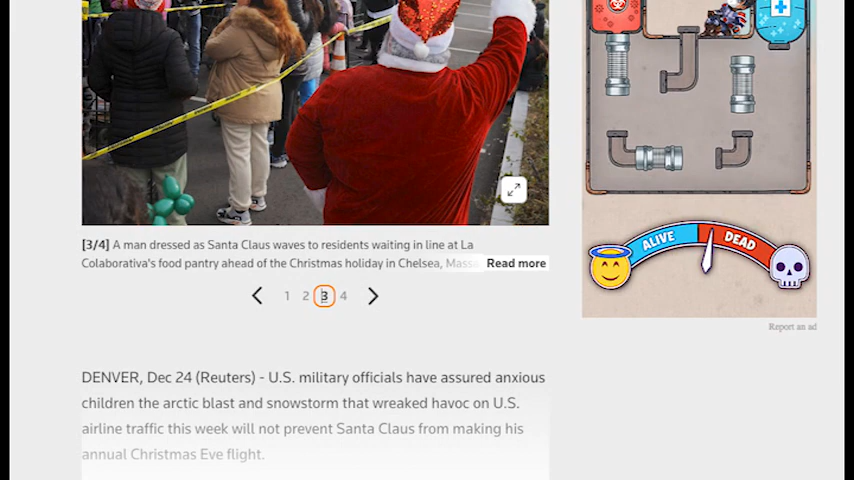 [3/4] A man dressed as Santa Claus waves to residents waiting in line at La
Colaborativa's food pantry ahead of the Christmas holiday in Chelsea, Read more
1 2 3 4
DENVER, Dec 24 (Reuters) - U.S. military officials have assured anxious
children the arctic blast and snowstorm that wreaked havoc on U.S.
airline traffic this week will not prevent Santa Claus from making his
annual Christmas Eve flight.
ALIVE DEAD
Report an ad